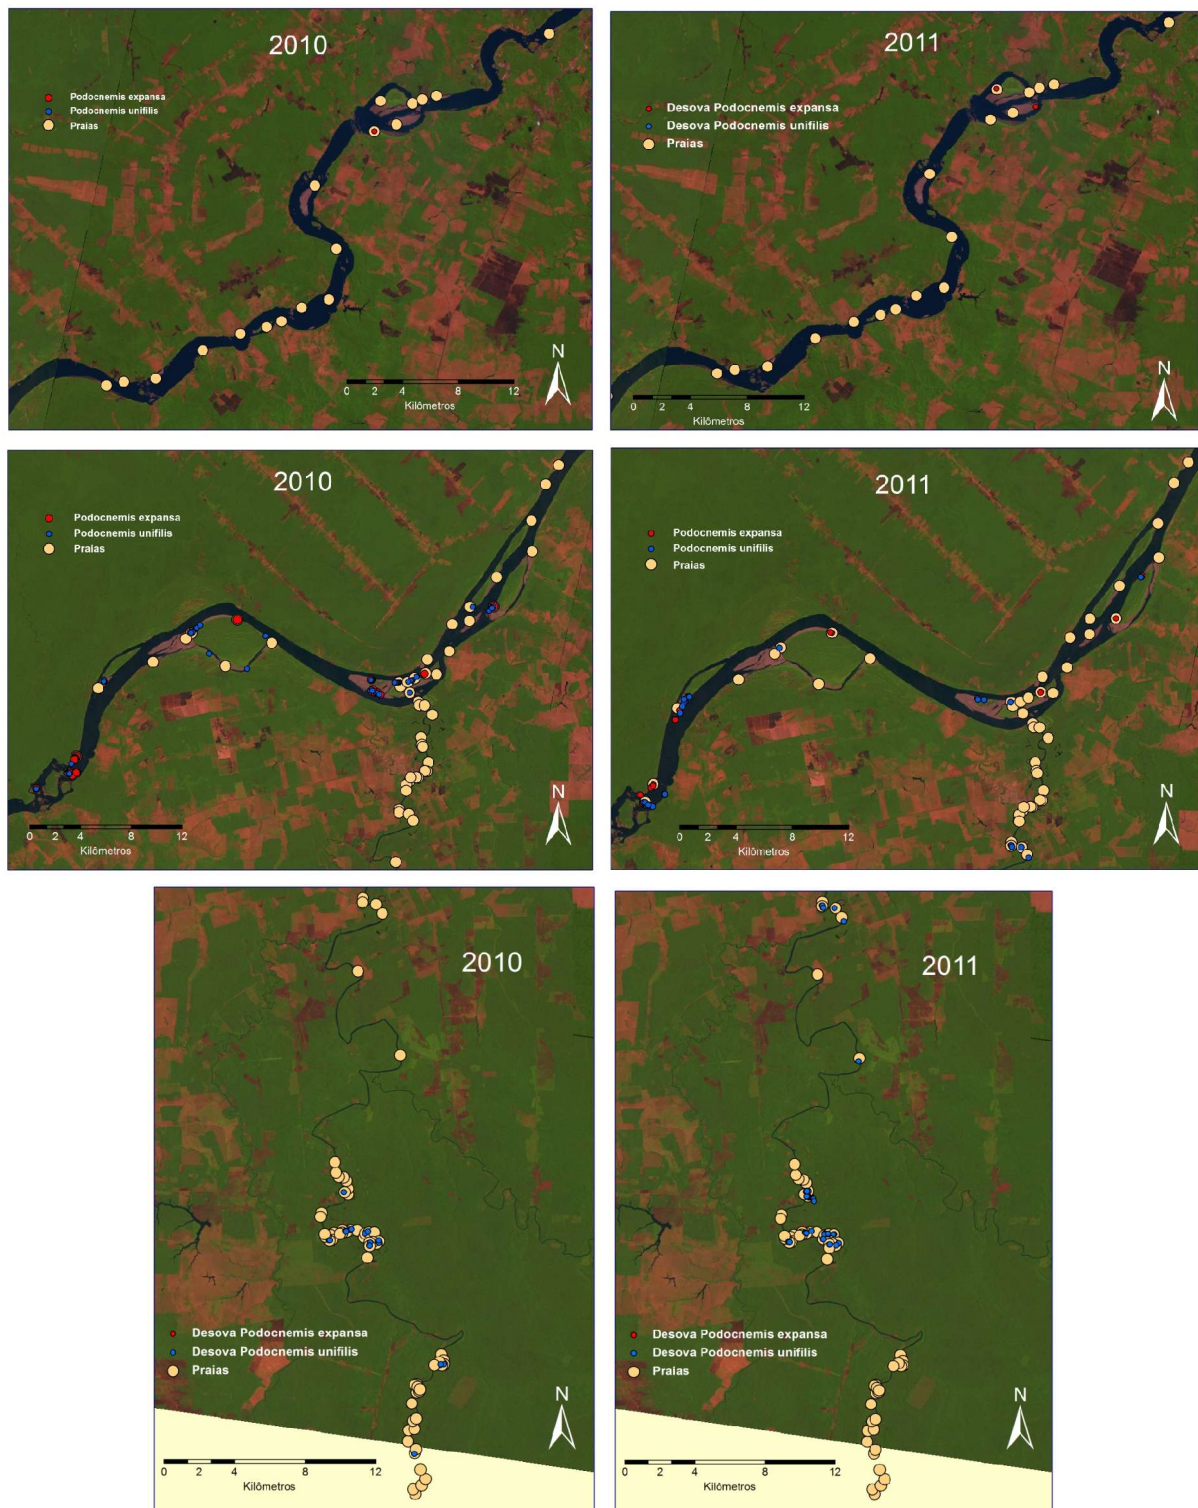 2010
Podocnemis expansa
Podocnemis unifilis
Praias
N
0 2 4 8 12
Kilômetros
2011
Desova Podocnemis expansa
Desova Podocnemis unifilis
Praias
N
0 2 4 8 12
Kilômetros
2010
Podocnemis expansa
Podocnemis unifilis
Praias
N
0 2 4 8 12
Kilômetros
2011
Podocnemis expansa
Podocnemis unifilis
Praias
N
0 2 4 8 12
Kilômetros
2010
Desova Podocnemis expansa
Desova Podocnemis unifilis
Praias
N
0 2 4 8 12
Kilômetros
2011
Desova Podocnemis expansa
Desova Podocnemis unifilis
Praias
N
0 2 4 8 12
Kilômetros